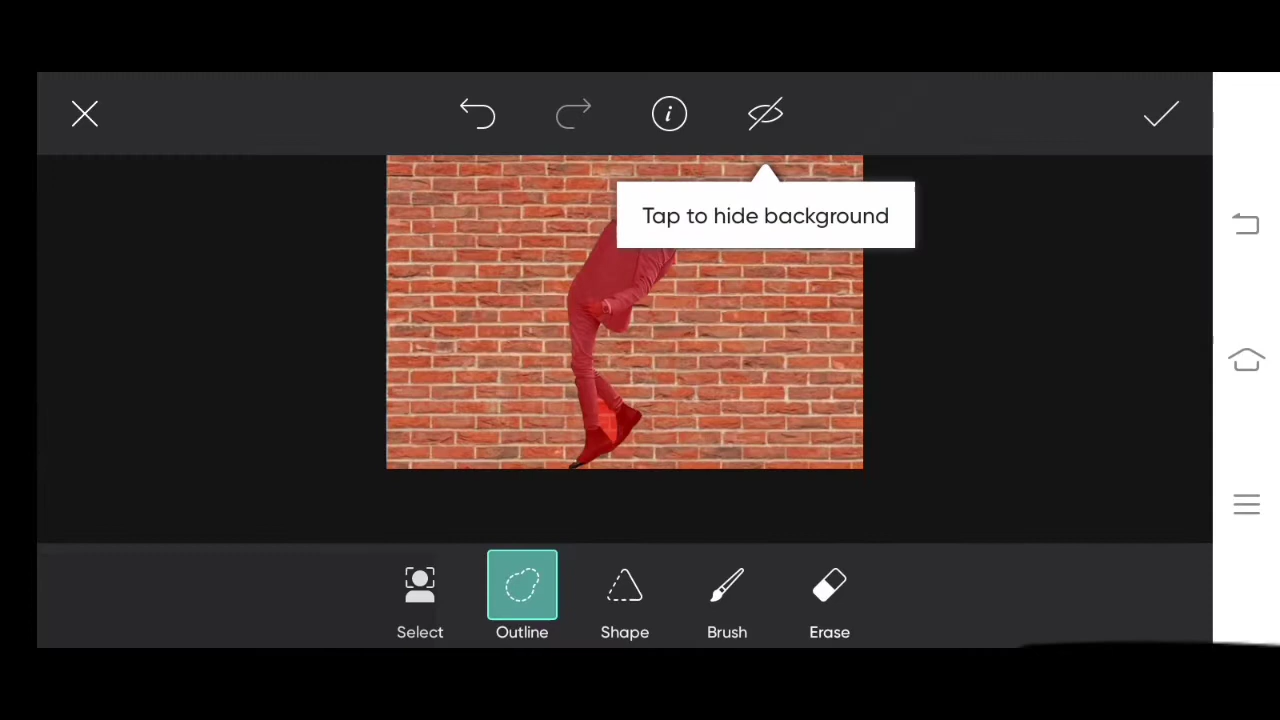 Tap to hide background
Select
Outline
Shape
Brush
Erase